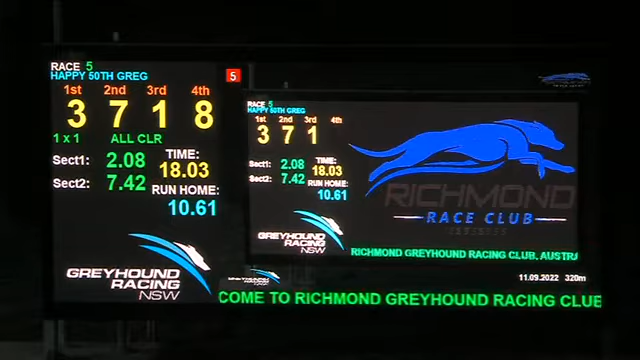 RACE 5
HAPPY 50TH GREG
1st 2nd 3rd 4th
3 7 1 8
1 x 1 ALL CLR
Sect1: 2.08
Sect2: 7.42
TIME:
18.03
RUN HOME:
10.61
GREYHOUND
RACING
NSW
5
RACE 5
HAPPY 50TH GREG
1st 2nd 3rd 4th
3 7 1
Sect1: 2.08
Sect2: 7.42
TIME:
18.03
RUN HOME:
10.61
GREYHOUND
RACING
NSW
RICHMOND
RACE CLUB
RICHMOND GREYHOUND RACING CLUB, AUSTR
11.09.2022 320m
COME TO RICHMOND GREYHOUND RACING CLUB